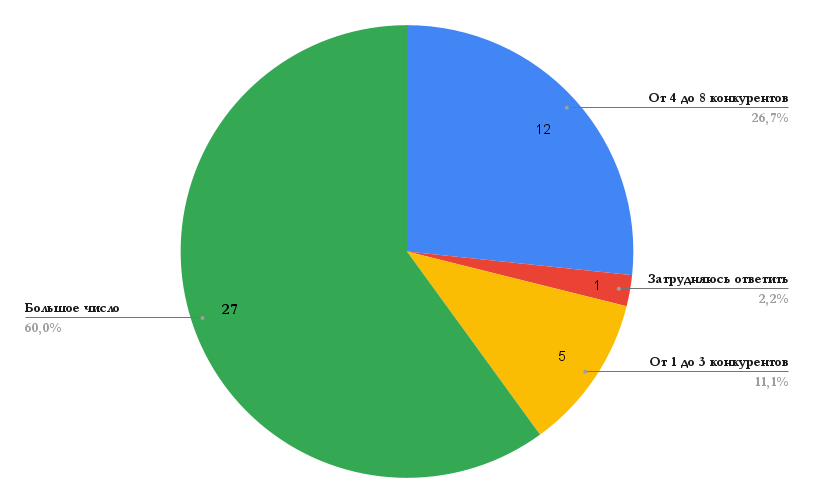 От 4 до 8 конкурентов
26,7%
12
Затрудняюсь ответить
2,2%
1
Большое число
60,0%
27
От 1 до 3 конкурентов
11,1%
5